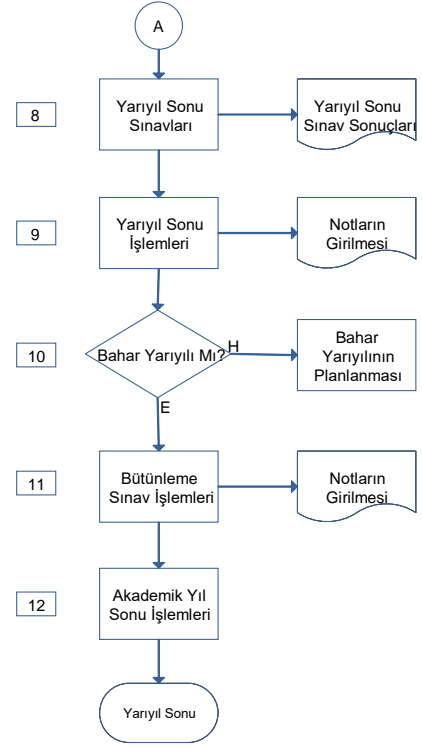 A
8
Yarıyıl Sonu
Sınavları
Yarıyıl Sonu
Sınav Sonuçları
9
Yarıyıl Sonu
İşlemleri
Notların
Girilmesi
10
Bahar Yarıyılı Mı?
H
Bahar
Yarıyılının
Planlanması
E
11
Bütünleme
Sınav İşlemleri
Notların
Girilmesi
12
Akademik Yıl
Sonu İşlemleri
Yarıyıl Sonu